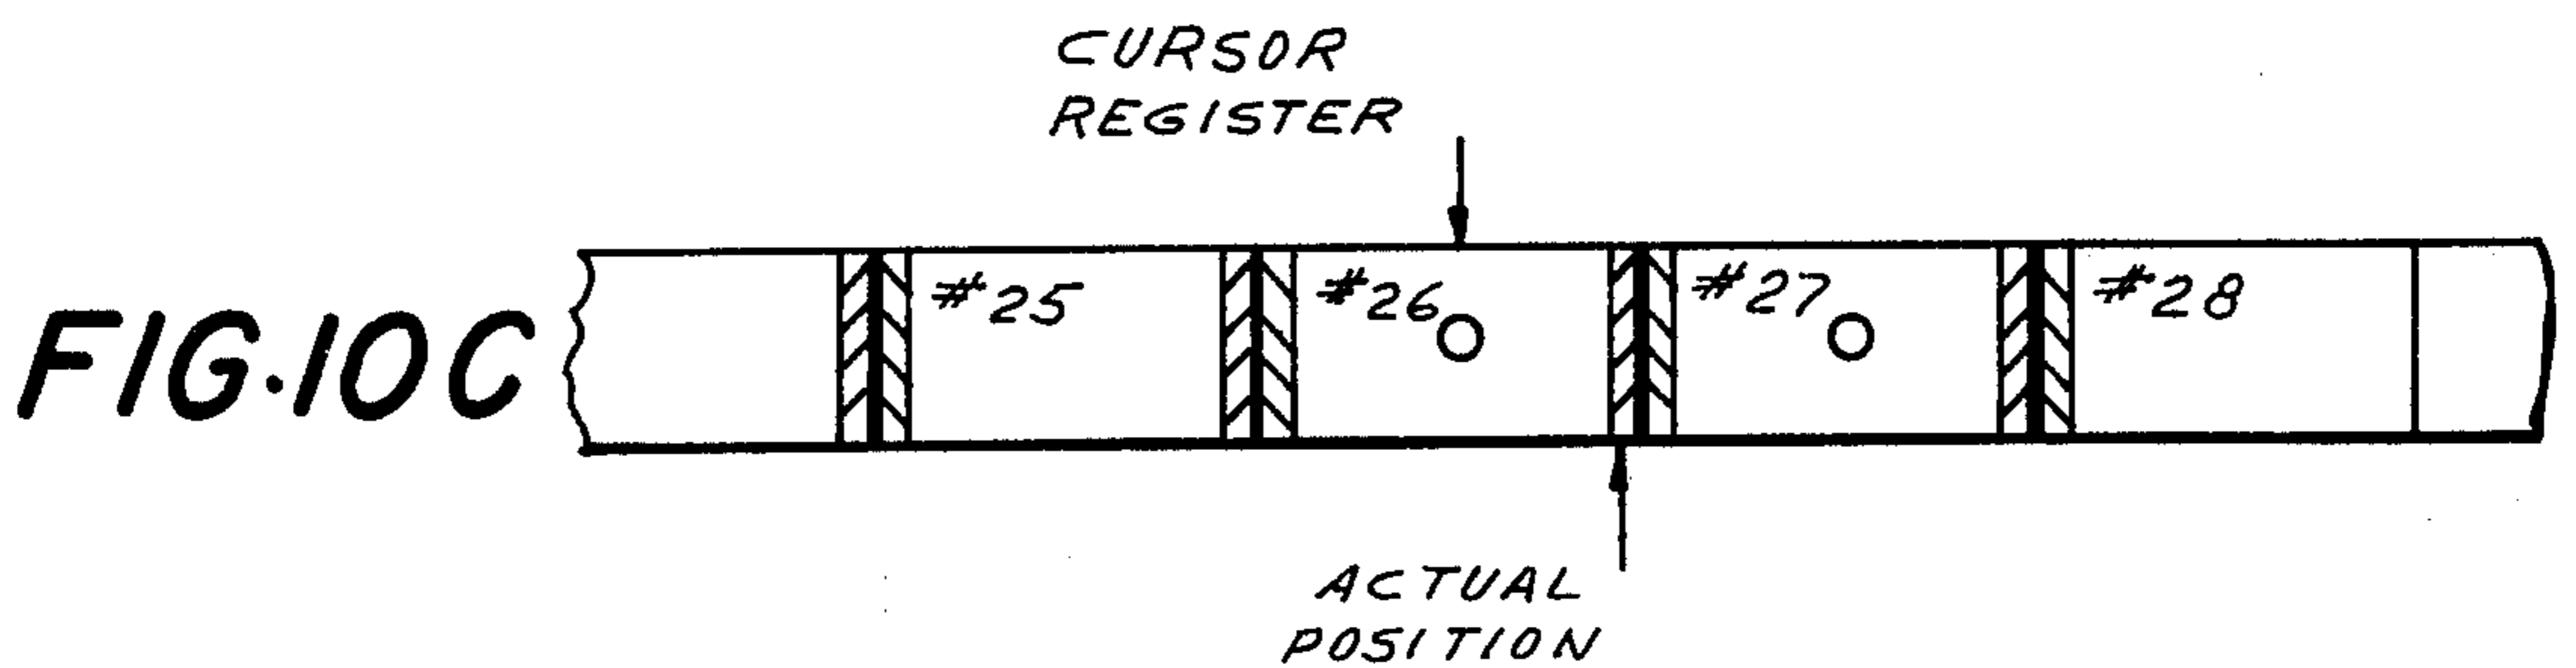 CURSOR
REGISTER
FIG.10C
#25 #26 #27 #28
ACTUAL
POSITION